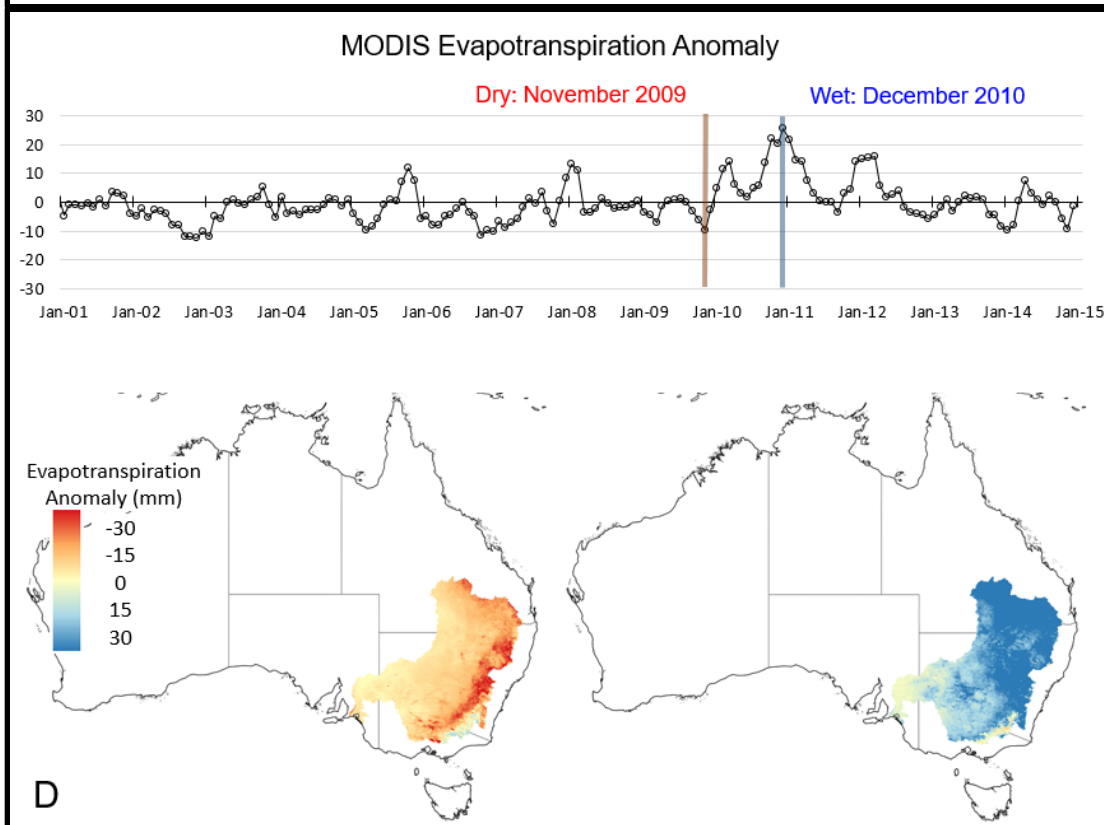 MODIS Evapotranspiration Anomaly
Dry: November 2009 Wet: December 2010
30
20
10
0
-10
-20
-30
Jan-01 Jan-02 Jan-03 Jan-04 Jan-05 Jan-06 Jan-07 Jan-08 Jan-09 Jan-10 Jan-11 Jan-12 Jan-13 Jan-14 Jan-15
Evapotranspiration
Anomaly (mm)
-30
-15
0
15
30
D